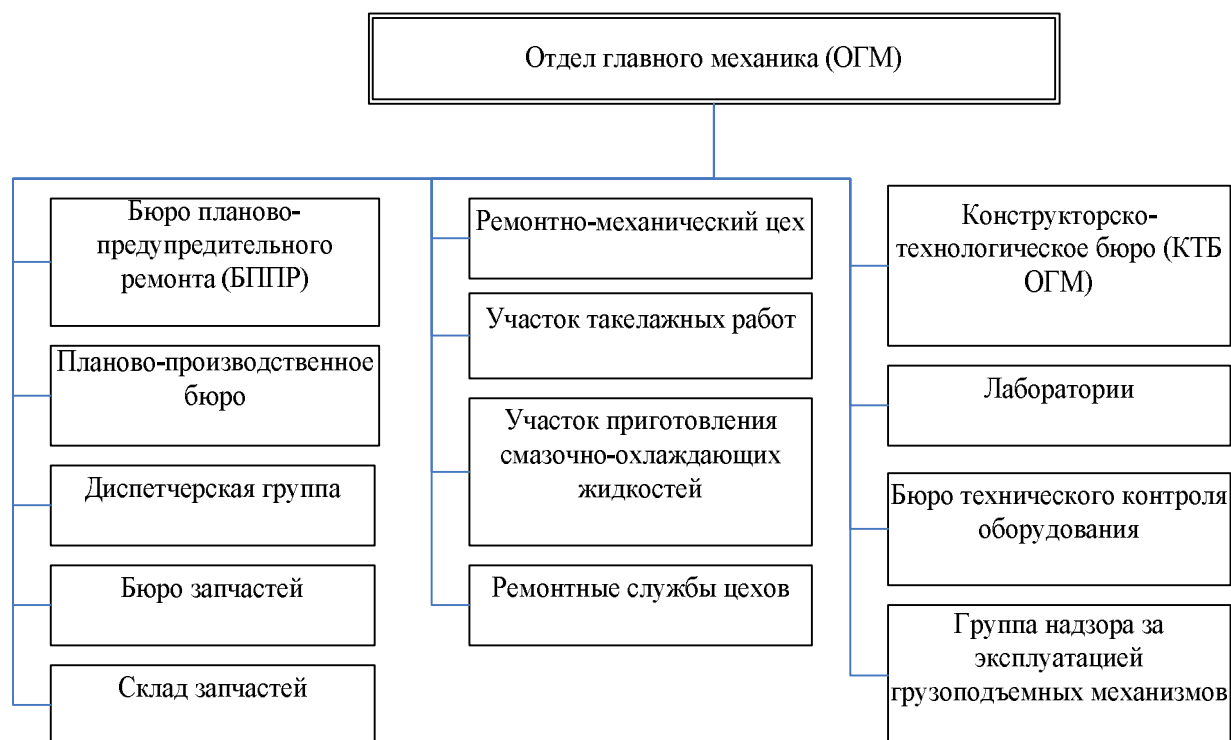 Отдел главного механика (ОГМ)
Бюро планово-
предупредительного
ремонта (БППР)
Планово-производственное
бюро
Диспетчерская группа
Бюро запчастей
Склад запчастей
Ремонтно-механический цех
Участок такелажных работ
Участок приготовления
смазочно-охлаждающих
жидкостей
Ремонтные службы цехов
Конструкторско-
технологическое бюро (КТБ
ОГМ)
Лаборатории
Бюро технического контроля
оборудования
Группа надзора за
эксплуатацией
грузоподъемных механизмов